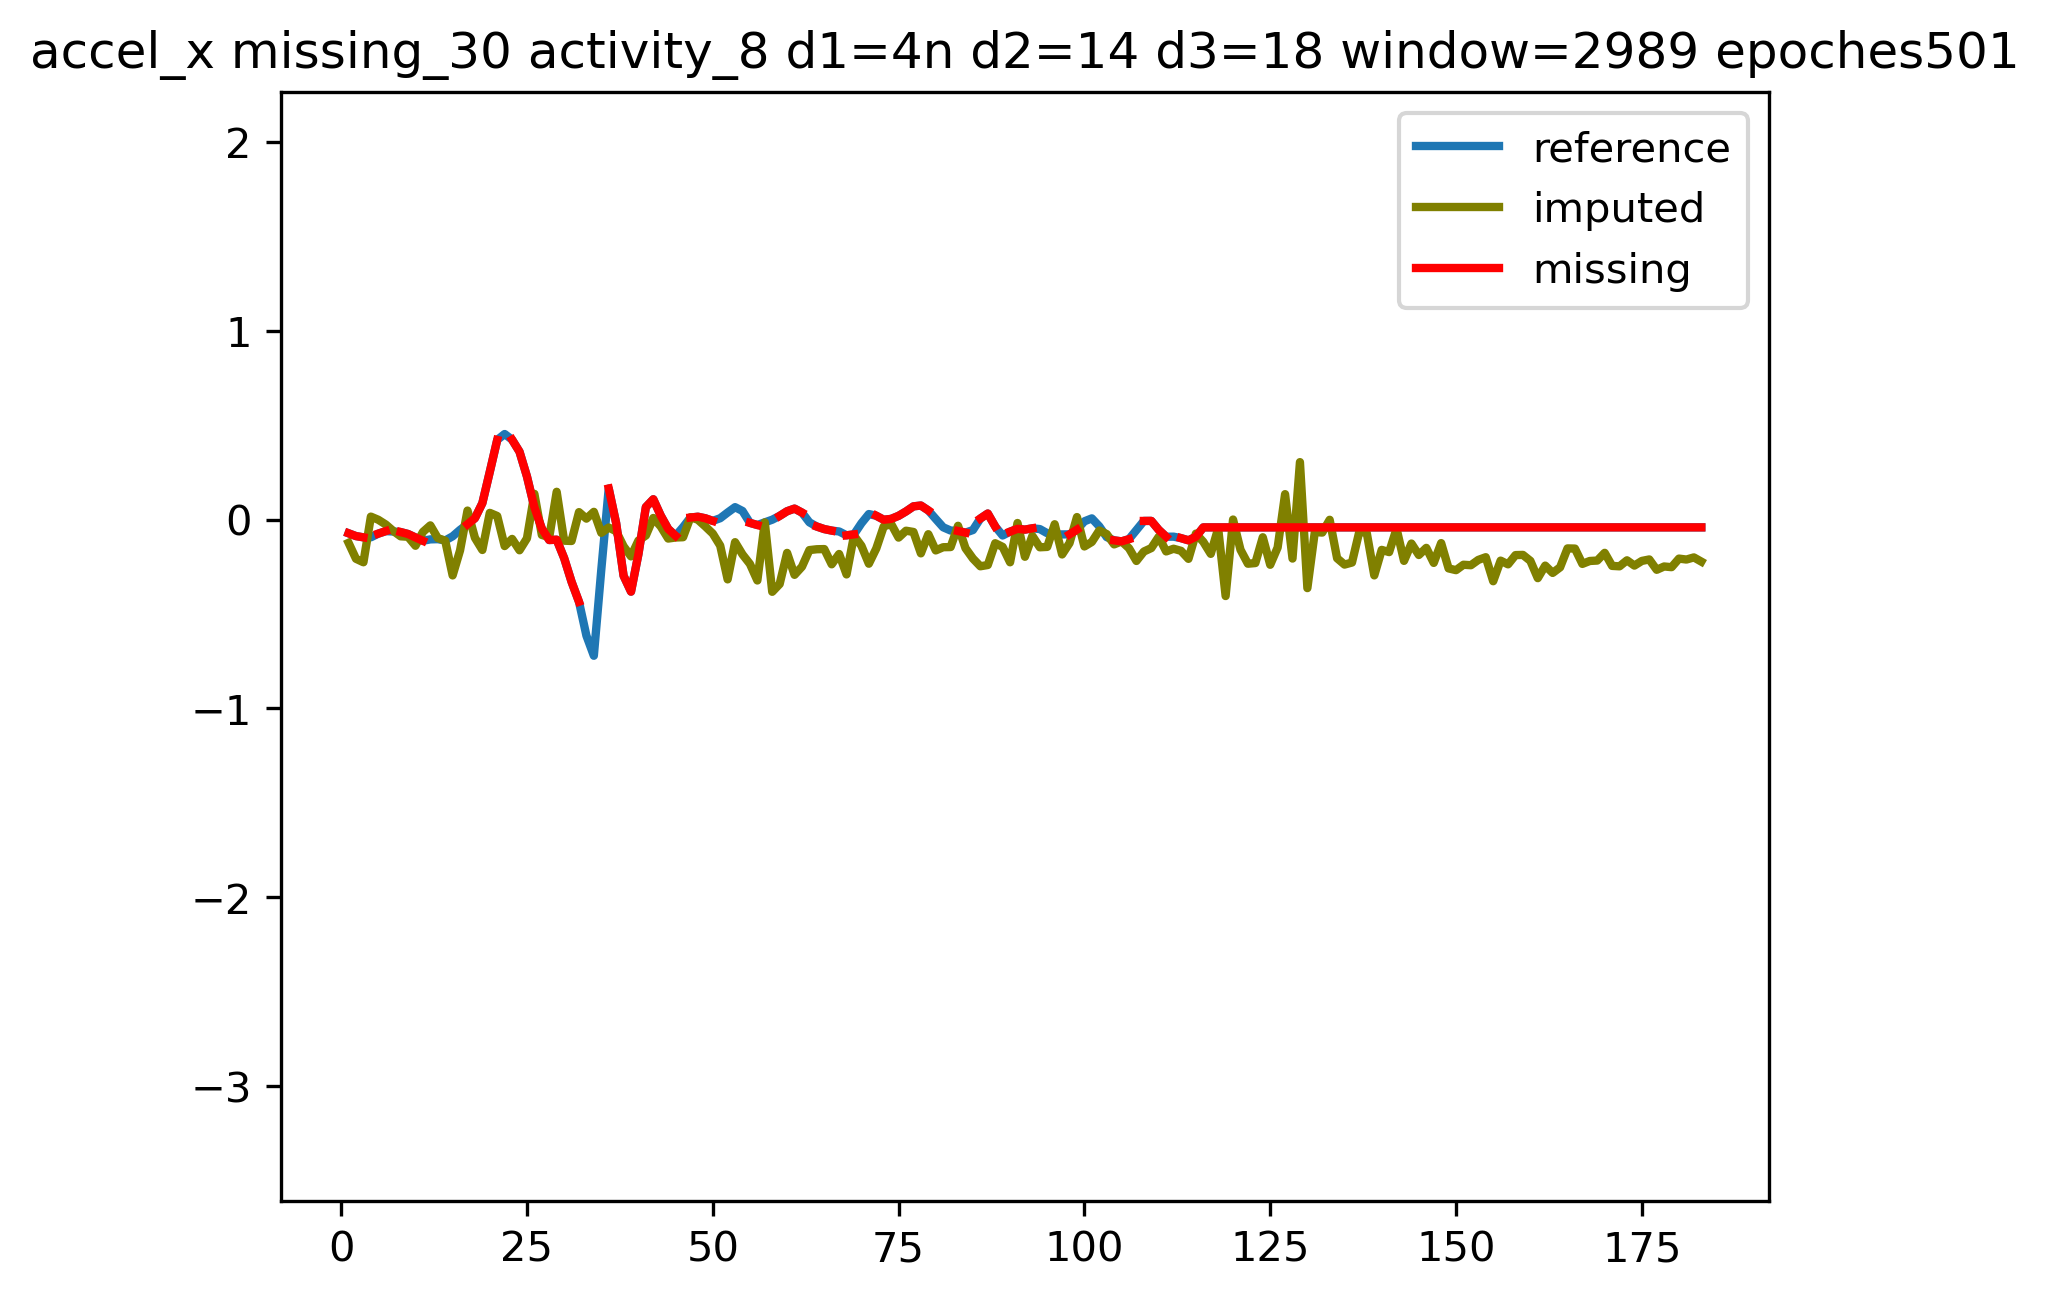 accel_x missing_30 activity_8 d1=4n d2=14 d3=18 window=2989 epoches501
reference
imputed
missing
2
1
0
−1
−2
−3
0 25 50 75 100 125 150 175